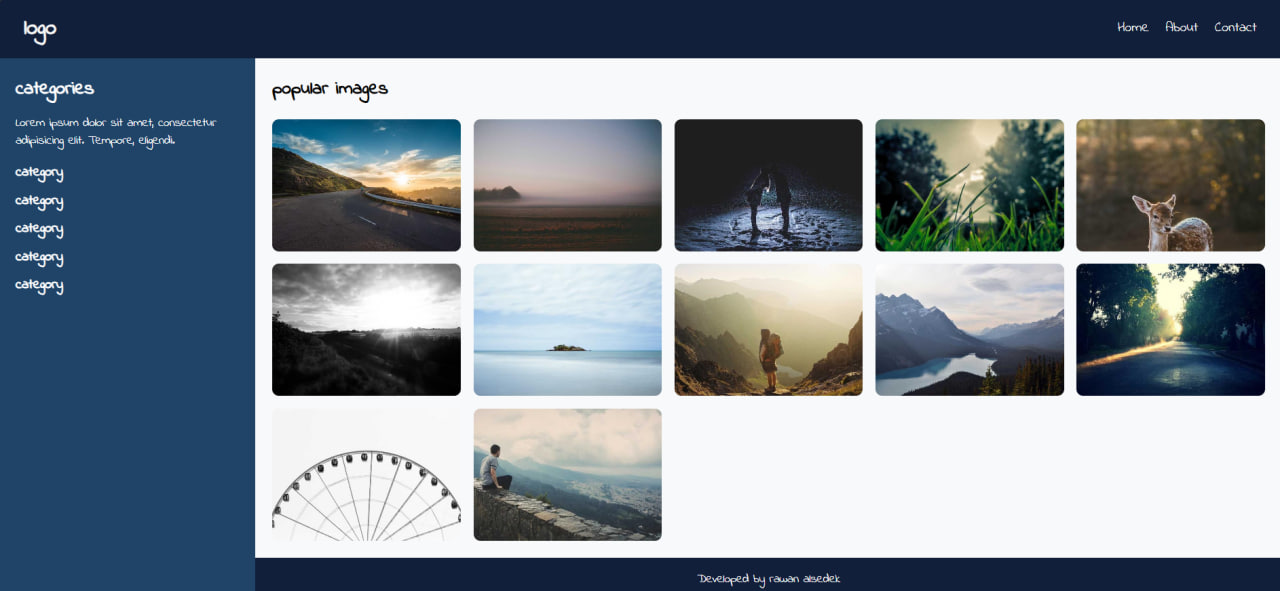 logo
Home About Contact
categories
Lorem ipsum dolor sit amet, consectetur
adipisicing elit. Tempore, eligendi.
category
category
category
category
category
popular images
Developed by rawan alsedek